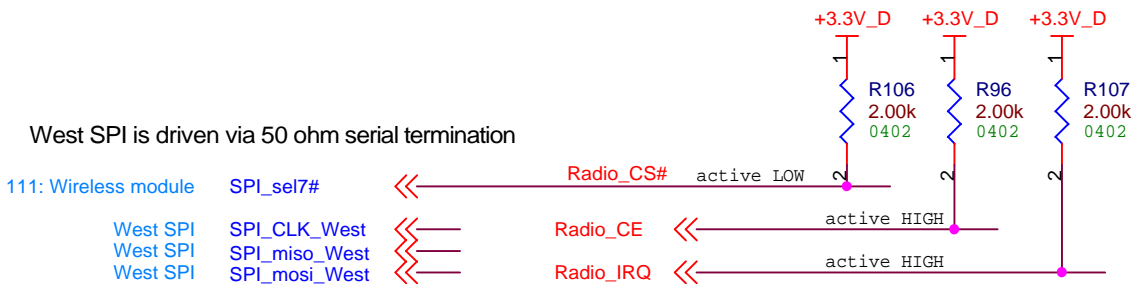 +3.3V_D +3.3V_D +3.3V_D
1 1 1
R106 R96 R107
2.00k 2.00k 2.00k
0402 0402 0402
West SPI is driven via 50 ohm serial termination
2 2 2
111: Wireless module SPI_sel7# Radio_CS# active LOW
West SPI SPI_CLK_West Radio_CE active HIGH
West SPI SPI_miso_West
West SPI SPI_mosi_West Radio_IRQ active HIGH